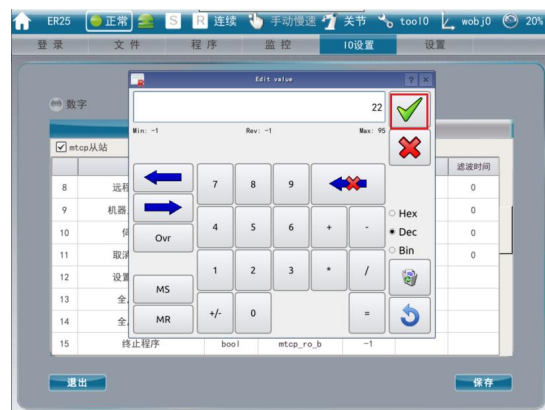 ER25 正常 S R 连续 手动慢速 关节 tool0 wobj0 20%
登录 文件 程序 监控 IO设置 设置
Edit value ? ×
数字
22
Min: -1 Rev: -1 Max: 95
mtcp从站
滤波时间
8 远程 7 8 9 0
9 机器 Hex 0
10 Ovr 4 5 6 + - Dec 0
11 取消 Bin 0
12 设置 1 2 3 * /
13 全 MS
14 全 MR +/- 0 =
15 终止程序 bool mtcp_ro_b -1
退出 保存